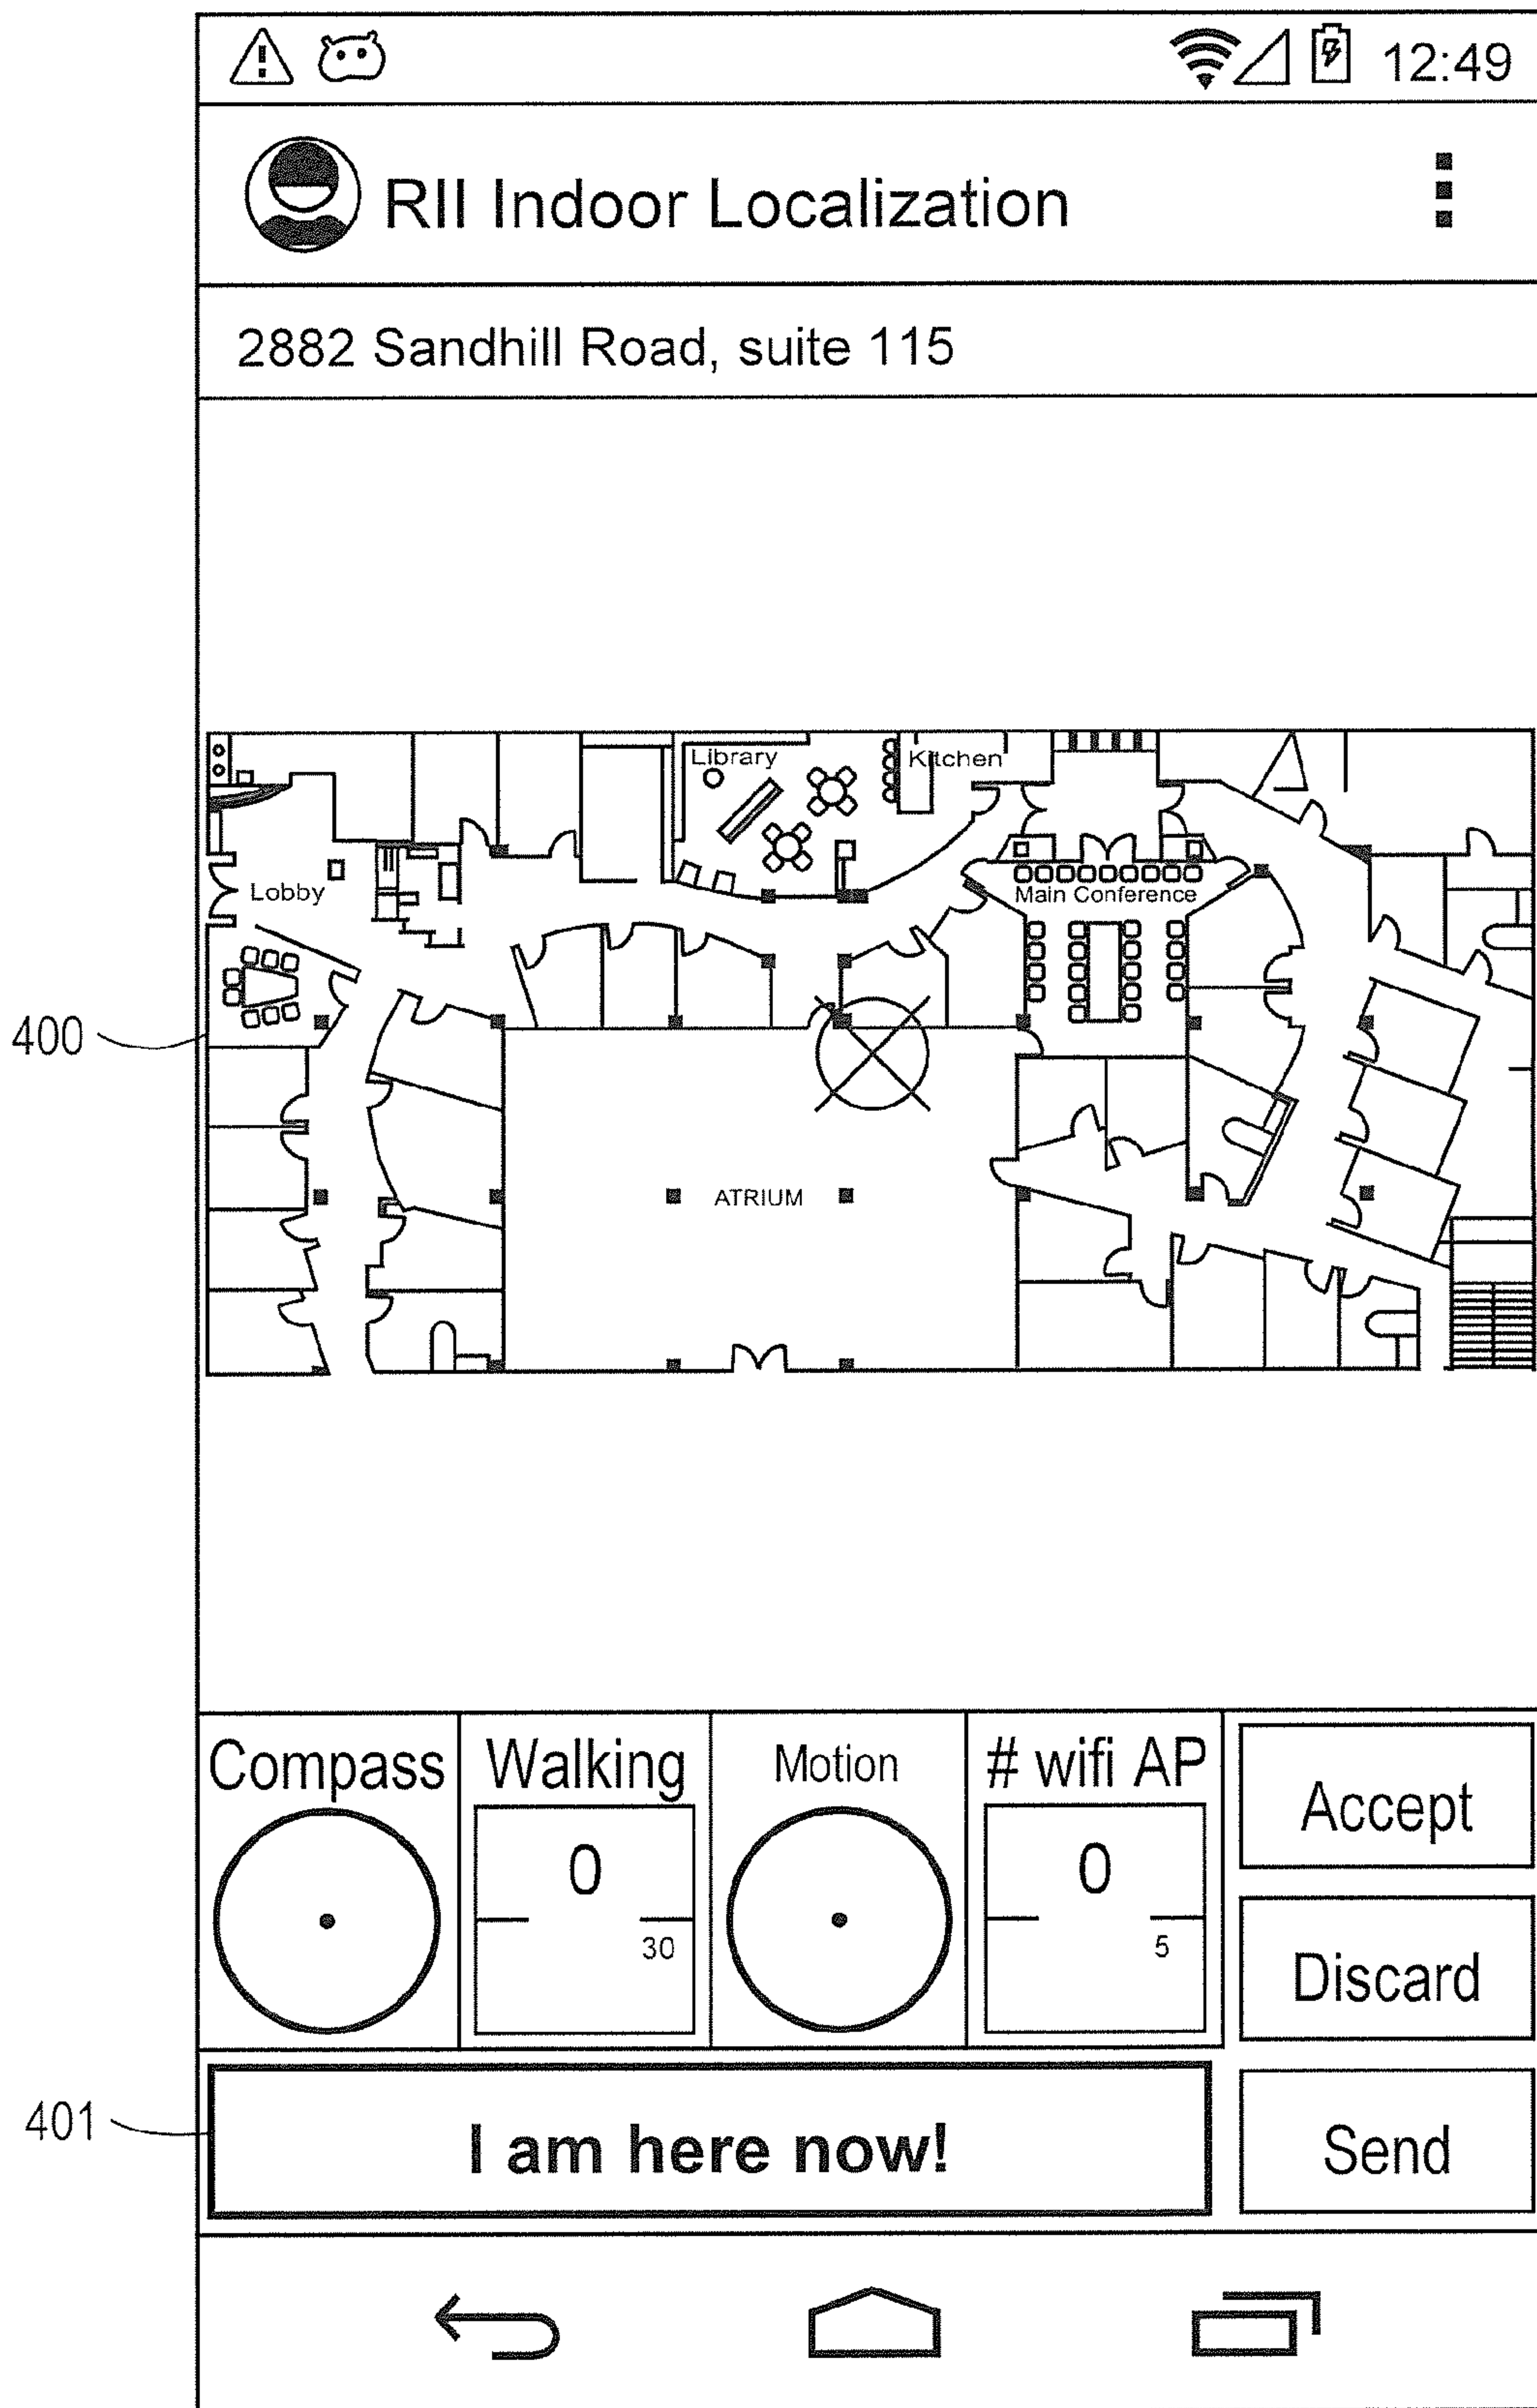 12:49
RII Indoor Localization
2882 Sandhill Road, suite 115
Library
Kitchen
Lobby
Main Conference
400
ATRIUM
Compass
Walking
Motion
# wifi AP
Accept
0
0
30
5
Discard
401
I am here now!
Send